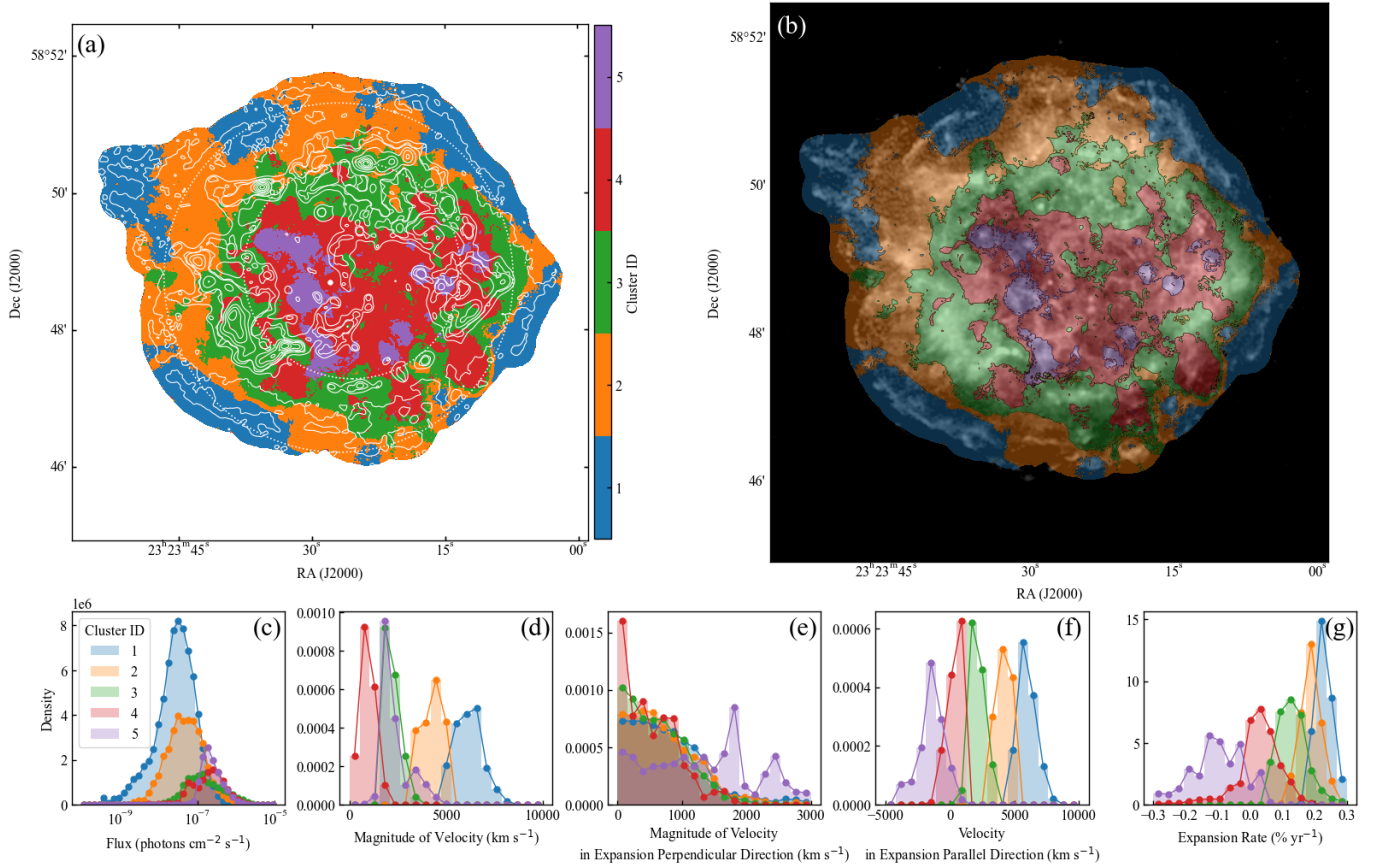 (a)
58°52'
50'
48'
46'
Dec (J2000)
23h23m45s
30s
15s
00s
RA (J2000)
5
4
3
2
1
Cluster ID
(b)
58°52'
50'
48'
46'
Dec (J2000)
23h23m45s
30s
15s
00s
RA (J2000)
1e6
(c)
Cluster ID
1
2
3
4
5
8
6
4
2
0
Density
10−9
10−7
10−5
Flux (photons cm−2 s−1)
(d)
0.0010
0.0008
0.0006
0.0004
0.0002
0.0000
0
5000
10000
Magnitude of Velocity (km s−1)
(e)
0.0015
0.0010
0.0005
0.0000
0
1000
2000
3000
Magnitude of Velocity
in Expansion Perpendicular Direction (km s−1)
(f)
0.0006
0.0004
0.0002
0.0000
−5000
0
5000
10000
Velocity
in Expansion Parallel Direction (km s−1)
(g)
15
10
5
0
−0.3
−0.2
−0.1
0.0
0.1
0.2
0.3
Expansion Rate (% yr−1)